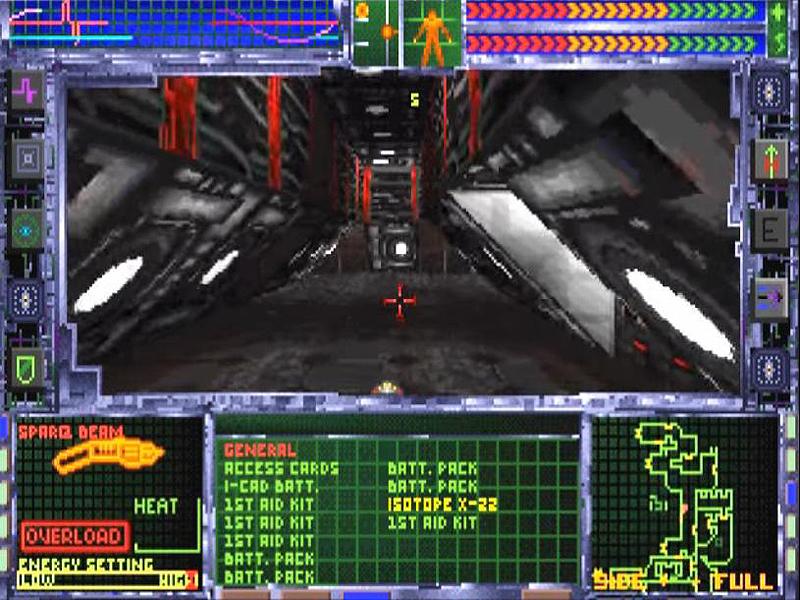 S
E
SPARQ BEAM
HEAT
OVERLOAD
ENERGY SETTING
LOW HIGH
GENERAL
ACCESS CARDS BATT. PACK
I-CAD BATT. BATT. PACK
1ST AID KIT ISOTOPE X-22
1ST AID KIT 1ST AID KIT
1ST AID KIT
BATT. PACK
BATT. PACK
SIDE FULL